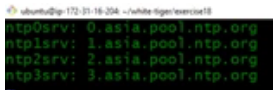 ubuntu@ip-172-31-16-204: ~/white-tiger/exercise18
ntp0srv: 0.asia.pool.ntp.org
ntp1srv: 1.asia.pool.ntp.org
ntp2srv: 2.asia.pool.ntp.org
ntp3srv: 3.asia.pool.ntp.org